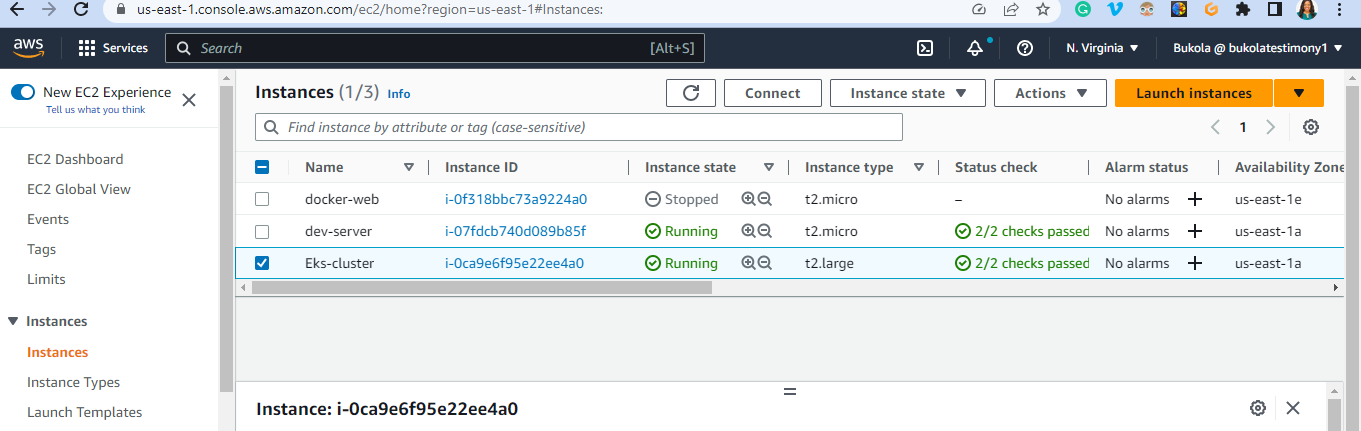 us-east-1.console.aws.amazon.com/ec2/home?region=us-east-1#Instances:
aws Services Search [Alt+S] N. Virginia Bukola @ bukolatestimony1
New EC2 Experience
Tell us what you think
EC2 Dashboard
EC2 Global View
Events
Tags
Limits
Instances
Instances
Instance Types
Launch Templates
Instances (1/3) Info Connect Instance state Actions Launch instances
Find instance by attribute or tag (case-sensitive) 1
Name Instance ID Instance state Instance type Status check Alarm status Availability Zone
docker-web i-0f318bbc73a9224a0 Stopped t2.micro – No alarms + us-east-1e
dev-server i-07fdcb740d089b85f Running t2.micro 2/2 checks passed No alarms + us-east-1a
Eks-cluster i-0ca9e6f95e22ee4a0 Running t2.large 2/2 checks passed No alarms + us-east-1a
Instance: i-0ca9e6f95e22ee4a0